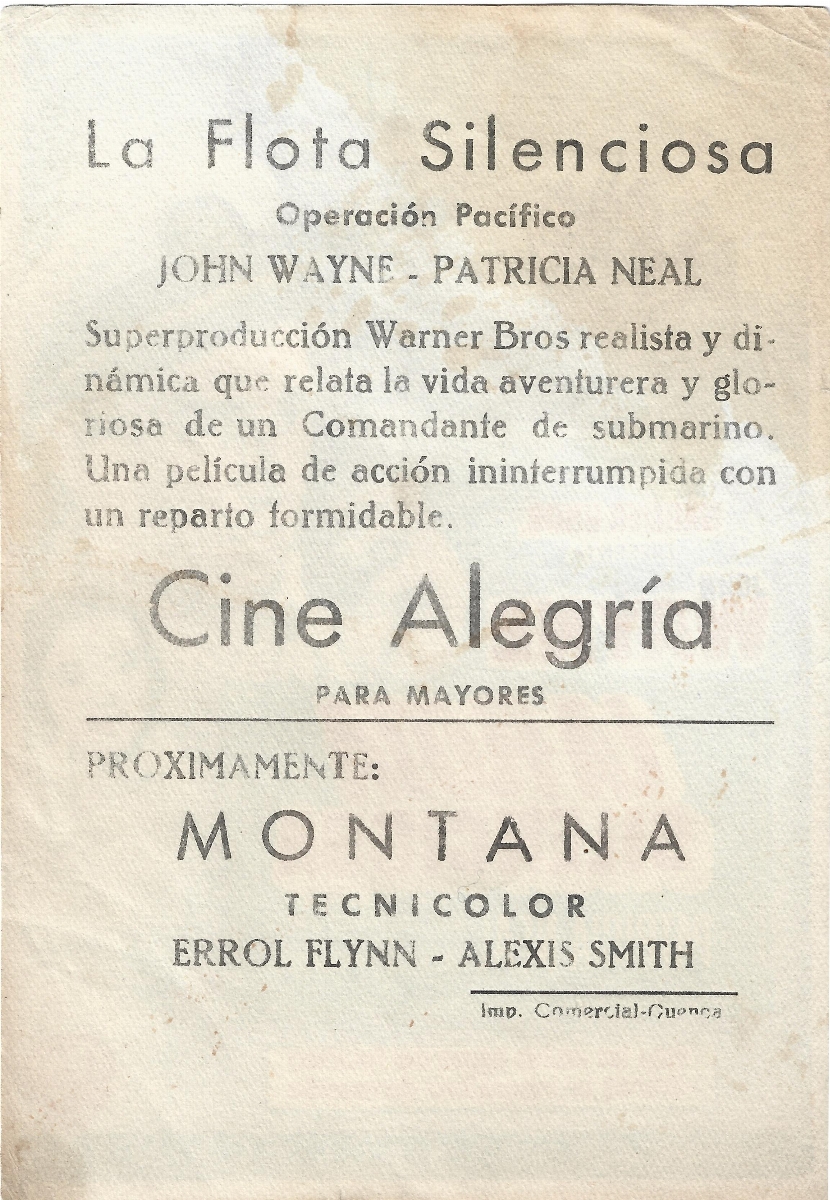 La Flota Silenciosa
Operación Pacífico
JOHN WAYNE - PATRICIA NEAL
Superproducción Warner Bros realista y di-
námica que relata la vida aventurera y glo-
riosa de un Comandante de submarino.
Una película de acción ininterrumpida con
un reparto formidable.
Cine Alegría
PARA MAYORES
PROXIMAMENTE:
MONTANA
TECNICOLOR
ERROL FLYNN - ALEXIS SMITH
Imp. Comercial-Cuenca